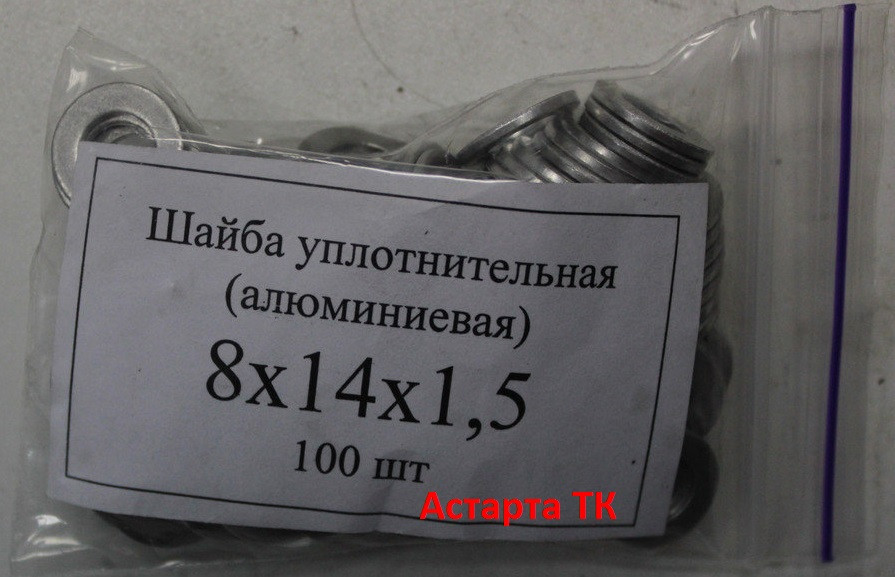 Шайба уплотнительная
(алюминиевая)
8х14х1,5
100 шт
Астарта ТК